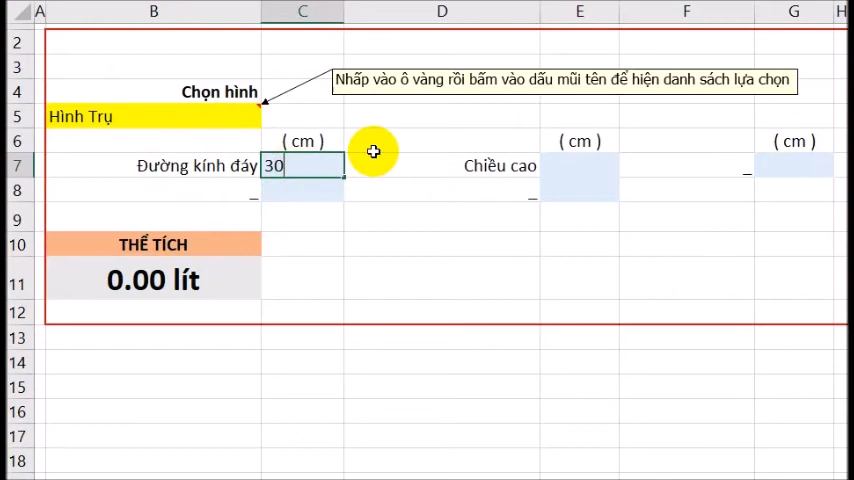 A B C D E F G H
2
3
4 Chọn hình Nhấp vào ô vàng rồi bấm vào dấu mũi tên để hiện danh sách lựa chọn
5 Hình Trụ
6 ( cm ) ( cm ) ( cm )
7 Đường kính đáy 30 Chiều cao _
8 _ _
9
10 THỂ TÍCH
11 0.00 lít
12
13
14
15
16
17
18